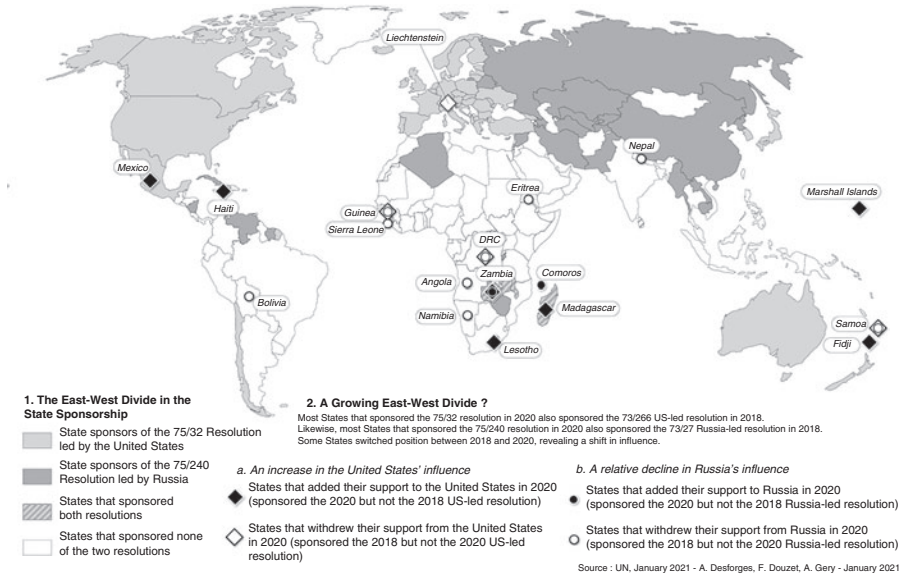 Liechtenstein
Nepal
Mexico
Eritrea
Marshall Islands
Haiti
Guinea
Sierra Leone
DRC
Zambia
Comoros
Angola
Bolivia
Madagascar
Namibia
Samoa
Fidji
Lesotho
1. The East-West Divide in the
State Sponsorship
State sponsors of the 75/32 Resolution
led by the United States
State sponsors of the 75/240
Resolution led by Russia
States that sponsored
both resolutions
States that sponsored none
of the two resolutions
2. A Growing East-West Divide ?
Most States that sponsored the 75/32 resolution in 2020 also sponsored the 73/266 US-led resolution in 2018.
Likewise, most States that sponsored the 75/240 resolution in 2020 also sponsored the 73/27 Russia-led resolution in 2018.
Some States switched position between 2018 and 2020, revealing a shift in influence.
a. An increase in the United States' influence
States that added their support to the United States in 2020
(sponsored the 2020 but not the 2018 US-led resolution)
States that withdrew their support from the United States
in 2020 (sponsored the 2018 but not the 2020 US-led
resolution)
b. A relative decline in Russia's influence
States that added their support to Russia in 2020
(sponsored the 2020 but not the 2018 Russia-led resolution)
States that withdrew their support from Russia in 2020
(sponsored the 2018 but not the 2020 Russia-led resolution)
Source : UN, January 2021 - A. Desforges, F. Douzet, A. Gery - January 2021